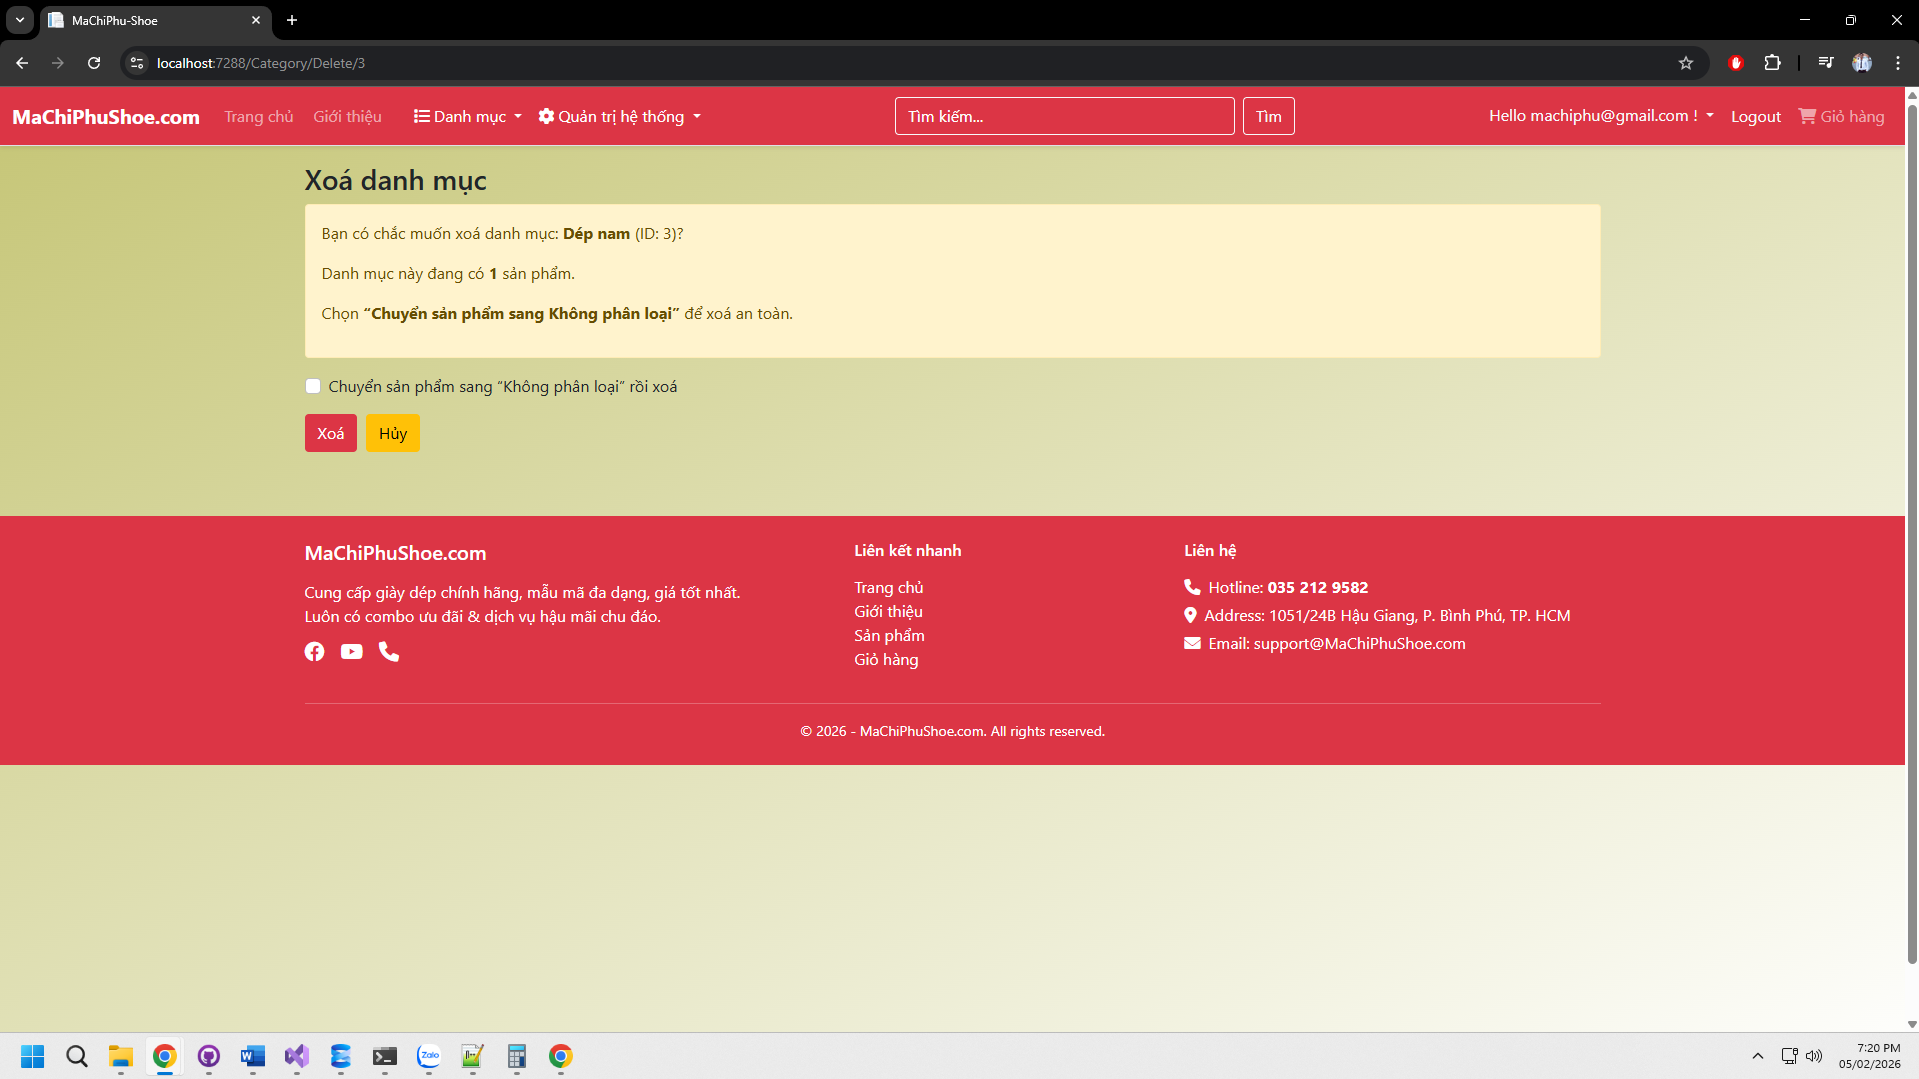 MaChiPhu-Shoe
localhost:7288/Category/Delete/3
MaChiPhuShoe.com Trang chủ Giới thiệu Danh mục Quản trị hệ thống Tìm kiếm... Tìm Hello machiphu@gmail.com ! Logout Giỏ hàng
Xoá danh mục
Bạn có chắc muốn xoá danh mục: Dép nam (ID: 3)?
Danh mục này đang có 1 sản phẩm.
Chọn “Chuyển sản phẩm sang Không phân loại” để xoá an toàn.
Chuyển sản phẩm sang “Không phân loại” rồi xoá
Xoá Hủy
MaChiPhuShoe.com
Cung cấp giày dép chính hãng, mẫu mã đa dạng, giá tốt nhất.
Luôn có combo ưu đãi & dịch vụ hậu mãi chu đáo.
Liên kết nhanh
Trang chủ
Giới thiệu
Sản phẩm
Giỏ hàng
Liên hệ
Hotline: 035 212 9582
Address: 1051/24B Hậu Giang, P. Bình Phú, TP. HCM
Email: support@MaChiPhuShoe.com
© 2026 - MaChiPhuShoe.com. All rights reserved.
Zalo
7:20 PM
05/02/2026